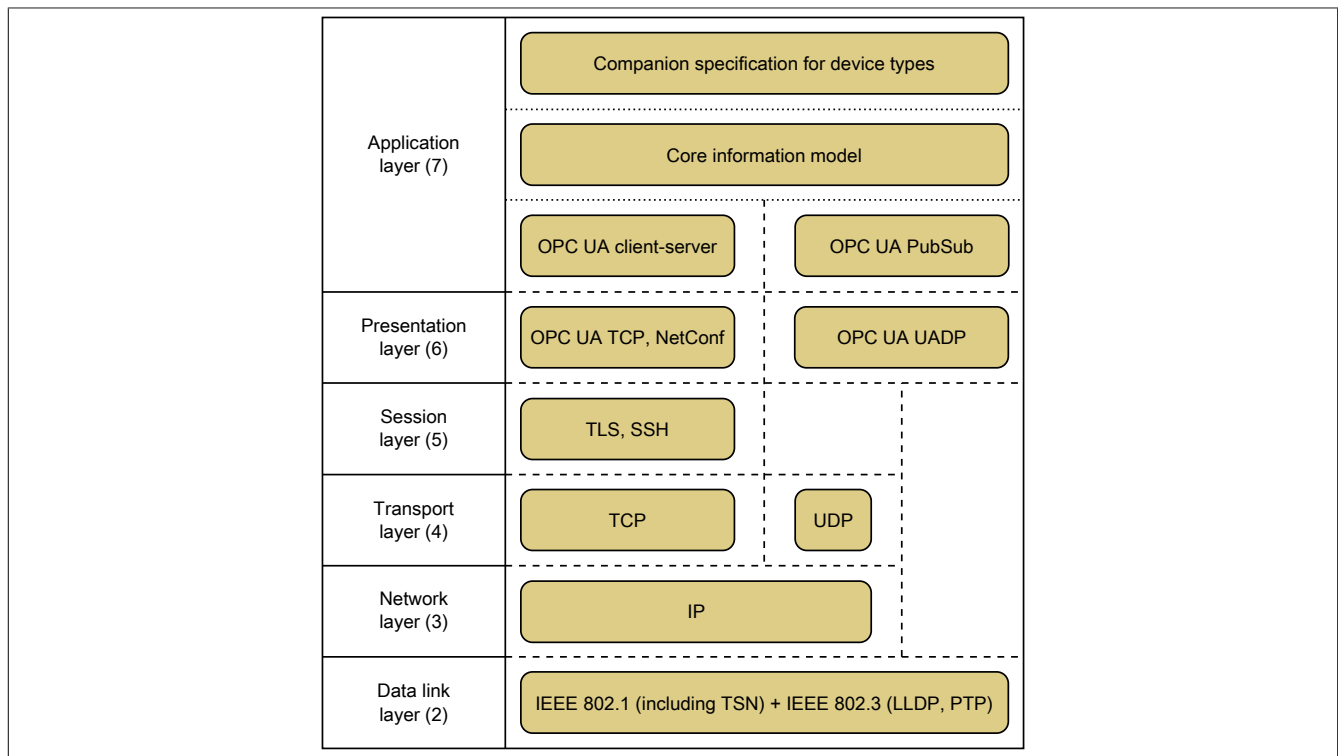 Companion specification for device types
Application
layer (7)
Core information model
OPC UA client-server
OPC UA PubSub
Presentation
layer (6)
OPC UA TCP, NetConf
OPC UA UADP
Session
layer (5)
TLS, SSH
Transport
layer (4)
TCP
UDP
Network
layer (3)
IP
Data link
layer (2)
IEEE 802.1 (including TSN) + IEEE 802.3 (LLDP, PTP)